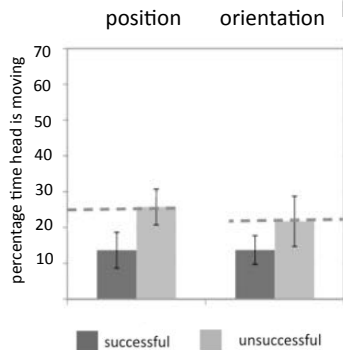 position orientation
percentage time head is moving
70
60
50
40
30
20
10
successful unsuccessful